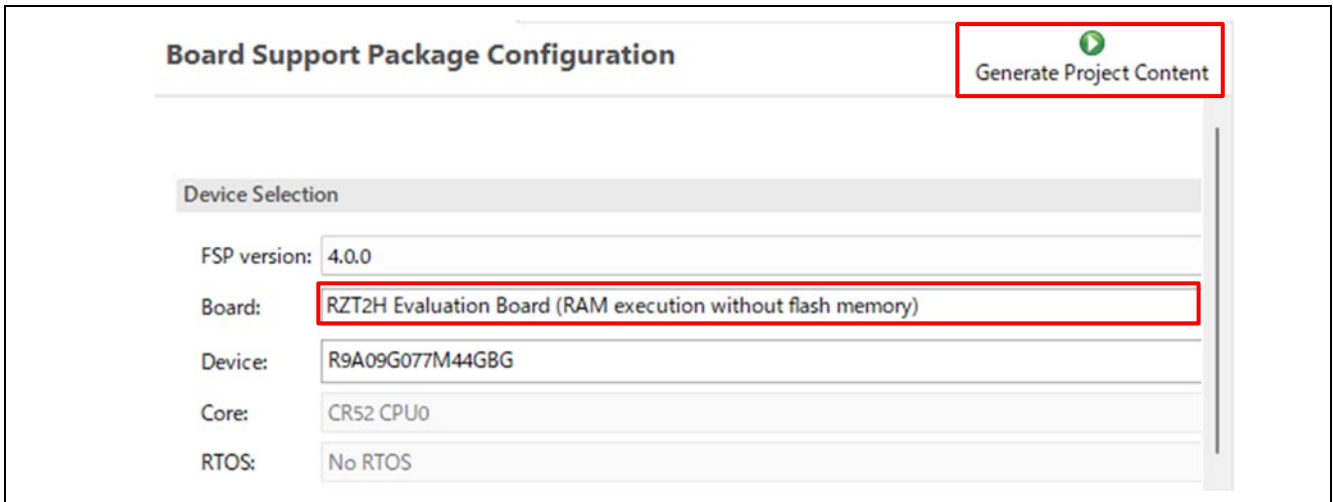 Board Support Package Configuration
Generate Project Content
Device Selection
FSP version: 4.0.0
Board: RZT2H Evaluation Board (RAM execution without flash memory)
Device: R9A09G077M44GBG
Core: CR52 CPU0
RTOS: No RTOS